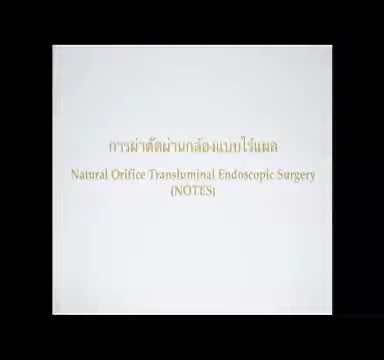 การผ่าตัดผ่านกล้องแบบไร้แผล
Natural Orifice Transluminal Endoscopic Surgery
(NOTES)